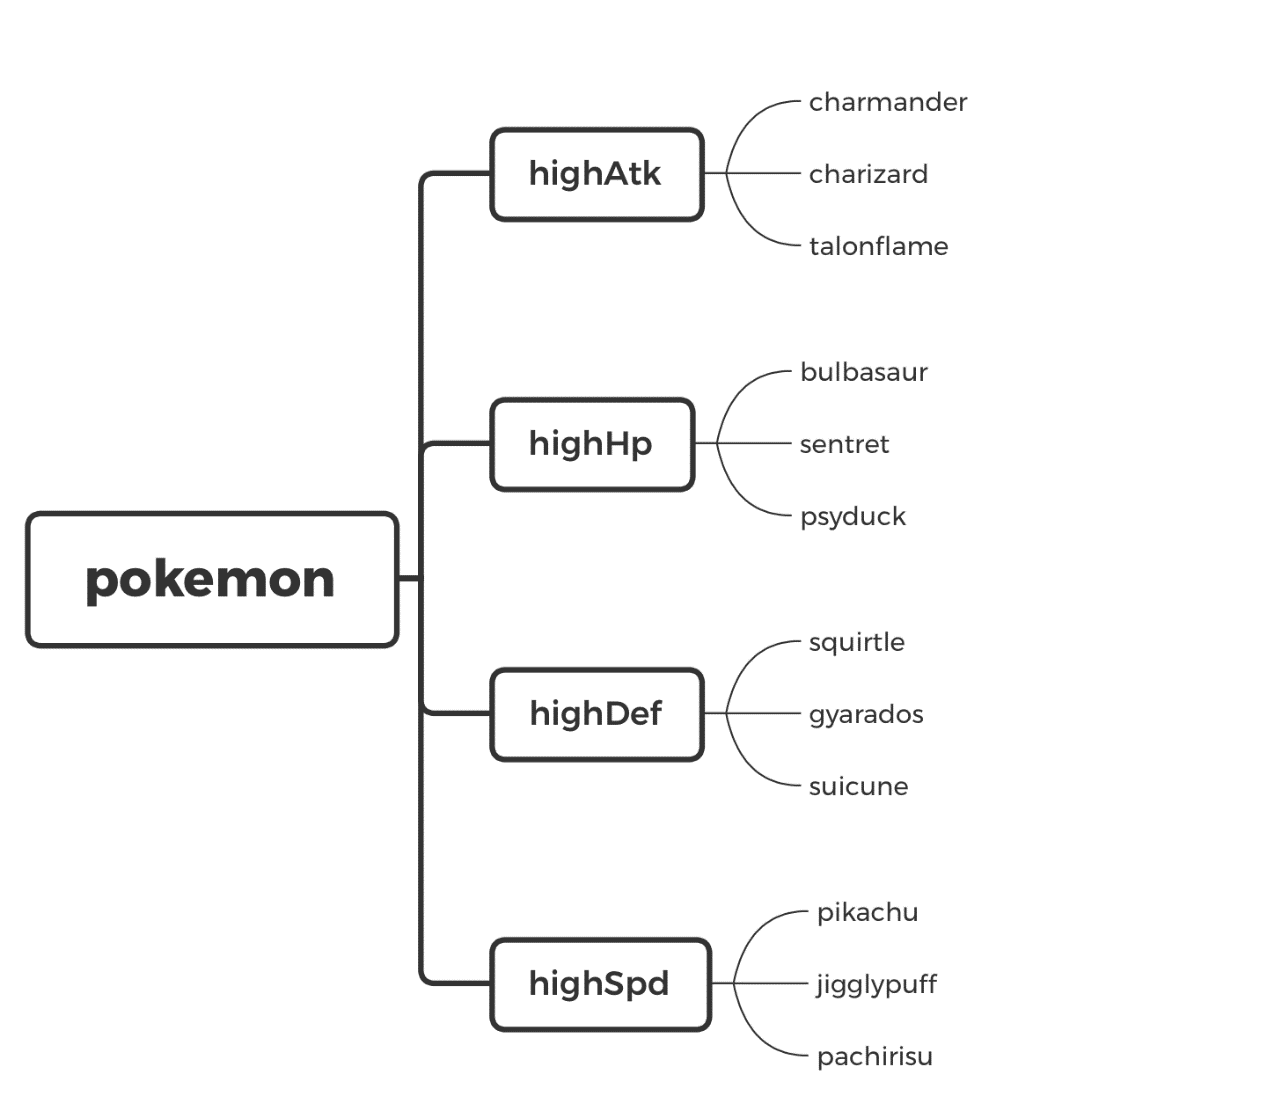 pokemon
highAtk
charmander
charizard
talonflame
highHp
bulbasaur
sentret
psyduck
highDef
squirtle
gyarados
suicune
highSpd
pikachu
jigglypuff
pachirisu